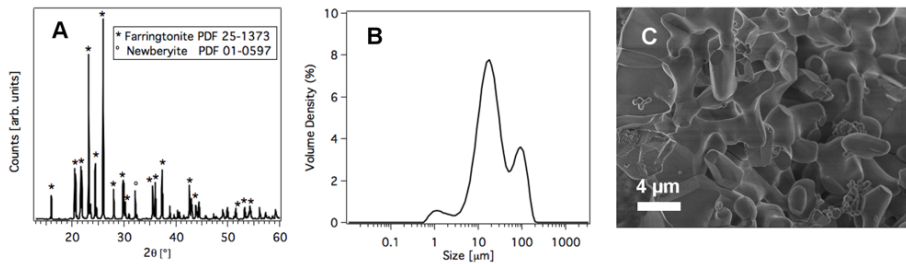 A
* Farringtonite PDF 25-1373
° Newberyite PDF 01-0597
Counts [arb. units]
20 30 40 50 60
2θ [°]
B
Volume Density (%)
10
8
6
4
2
0
0.1 1 10 100 1000
Size [µm]
C
4 µm